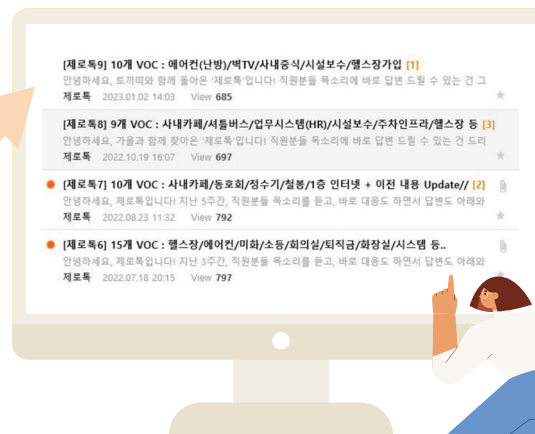 [제로톡9] 10개 VOC : 에어컨(난방)/벽TV/사내중식/시설보수/헬스장가입 [1]
안녕하세요, 토끼띠와 함께 돌아온 '제로톡'입니다! 직원분들 목소리에 바로 답변 드릴 수 있는 건 그
제로톡 2023.01.02 14:03 View 685
[제로톡8] 9개 VOC : 사내카페/셔틀버스/업무시스템(HR)/시설보수/주차인프라/헬스장 등 [3]
안녕하세요, 가을과 함께 찾아온 '제로톡'입니다! 직원분들 목소리에 바로 답변 드릴 수 있는 건 드리
제로톡 2022.10.19 16:07 View 697
[제로톡7] 10개 VOC : 사내카페/동호회/정수기/철봉/1층 인터넷 + 이전 내용 Update// [2]
안녕하세요, 제로톡입니다! 지난 5주간, 직원분들 목소리를 듣고, 바로 대응도 하면서 답변도 아래와
제로톡 2022.08.23 11:32 View 792
[제로톡6] 15개 VOC : 헬스장/에어컨/미화/소등/회의실/퇴직금/화장실/시스템 등..
안녕하세요, 제로톡입니다! 지난 3주간, 직원분들 목소리를 듣고, 바로 대응도 하면서 답변도 아래와
제로톡 2022.07.18 20:15 View 797